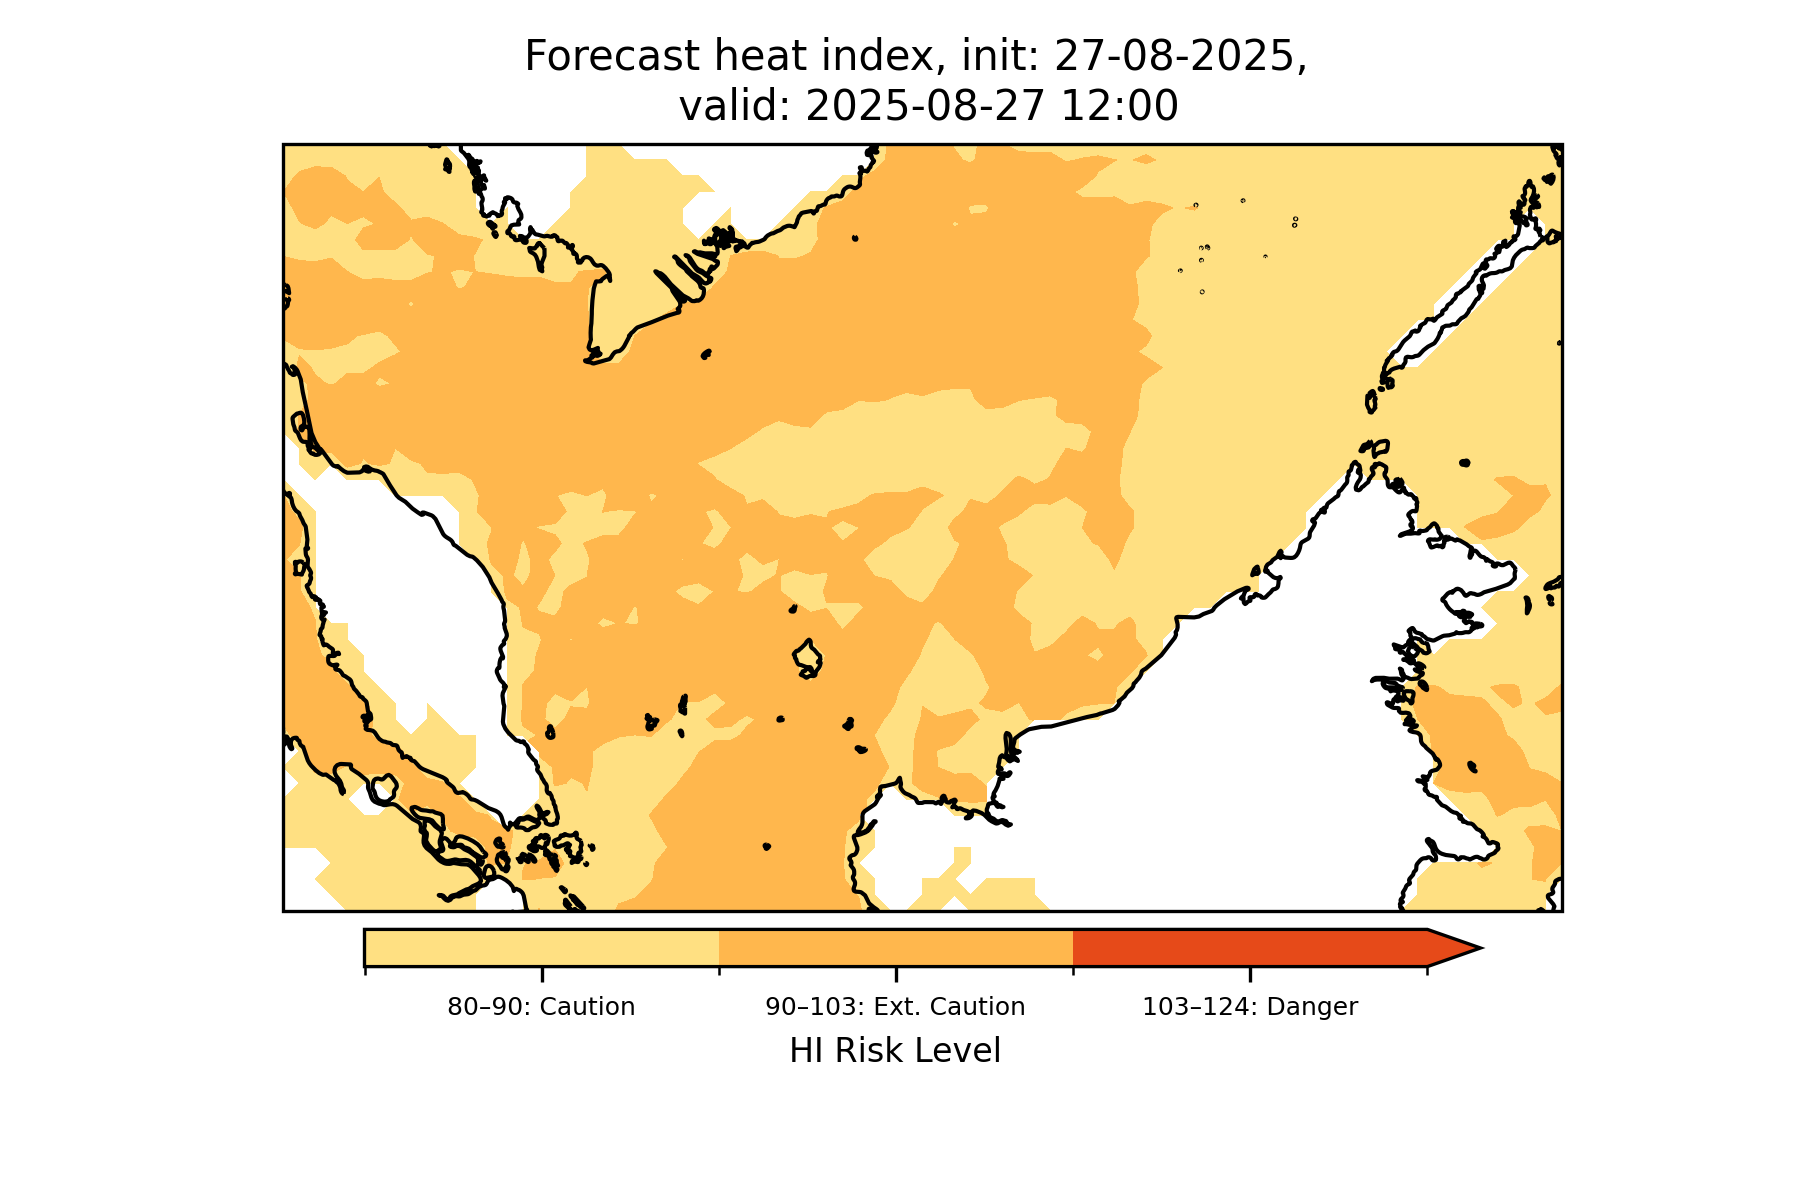 Forecast heat index, init: 27-08-2025,
valid: 2025-08-27 12:00
80–90: Caution
90–103: Ext. Caution
103–124: Danger
HI Risk Level